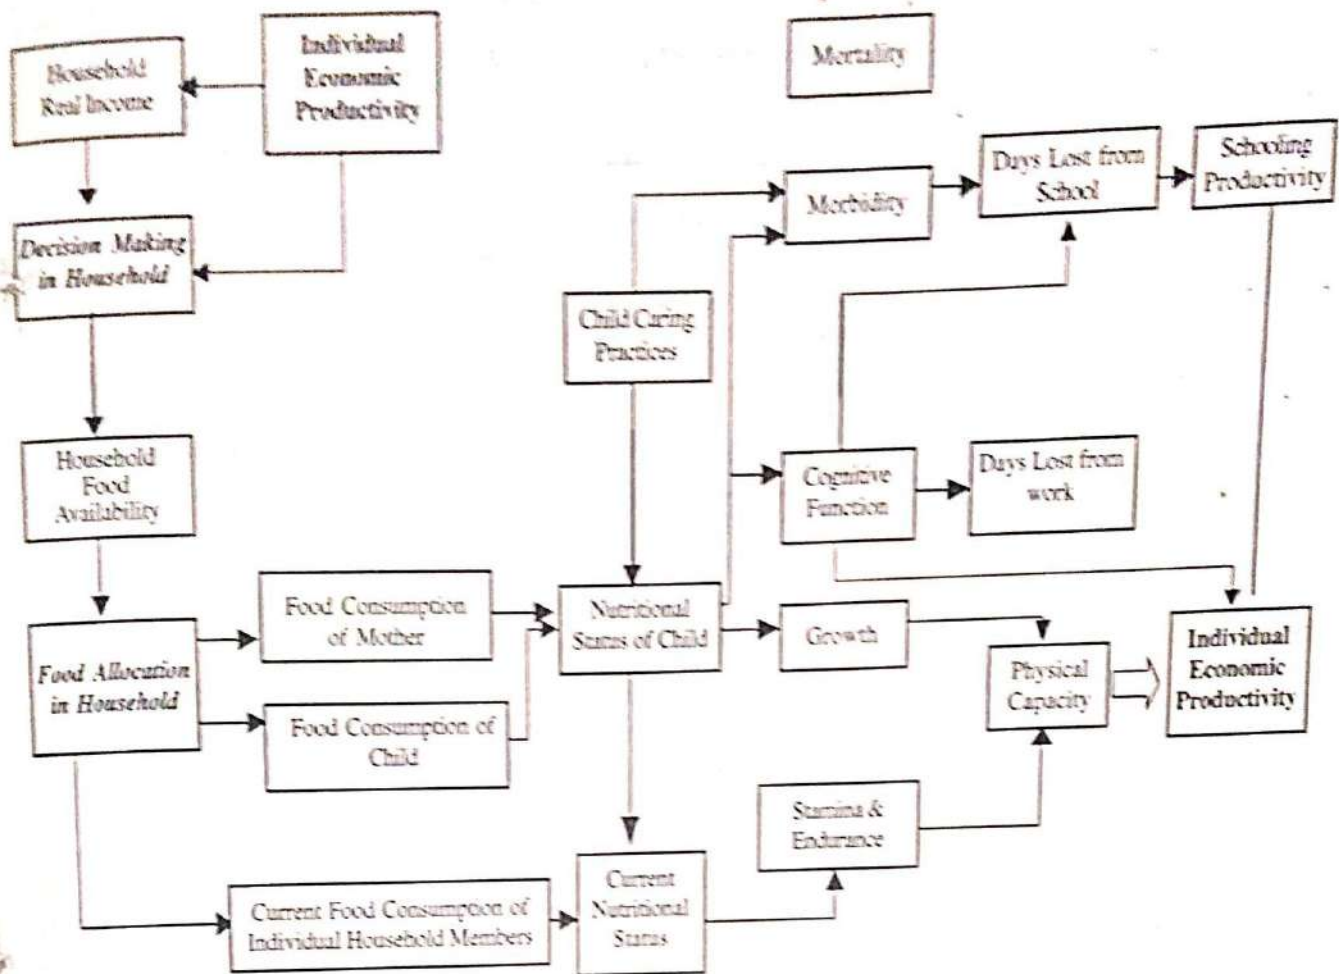 Individual
Economic
Productivity
Household
Real Income
Mortality
Days Lost from
School
Schooling
Productivity
Morbidity
Decision Making
in Household
Child Caring
Practices
Household
Food
Availability
Cognitive
Function
Days Lost from
work
Food Consumption
of Mother
Nutritional
Status of Child
Growth
Individual
Economic
Productivity
Physical
Capacity
Food Allocation
in Household
Food Consumption of
Child
Stamina &
Endurance
Current Food Consumption of
Individual Household Members
Current
Nutritional
Status